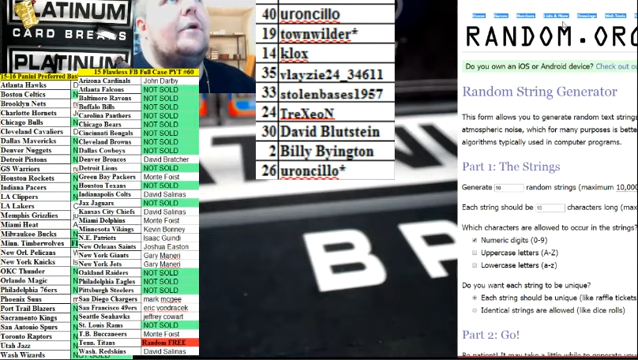 PLATINUM
CARD BREAKS
PLATINUM
15-16 Panini Preferred Bas
Atlanta Hawks
Boston Celtics
Brooklyn Nets
Charlotte Hornets
Chicago Bulls
Cleveland Cavaliers
Dallas Mavericks
Denver Nuggets
Detroit Pistons
GS Warriors
Houston Rockets
Indiana Pacers
LA Clippers
LA Lakers
Memphis Grizzlies
Miami Heat
Milwaukee Bucks
Minn. Timberwolves
New Orl. Pelicans
New York Knicks
OKC Thunder
Orlando Magic
Philadelphia 76ers
Phoenix Suns
Port Trail Blazers
Sacramento Kings
San Antonio Spurs
Toronto Raptors
Utah Jazz
Wash Wizards
15 Flawless FB Full Case PYT #60
Arizona Cardinals John Darby
Atlanta Falcons NOT SOLD
Baltimore Ravens NOT SOLD
Buffalo Bills NOT SOLD
Carolina Panthers NOT SOLD
Chicago Bears NOT SOLD
Cincinnati Bengals NOT SOLD
Cleveland Browns NOT SOLD
Dallas Cowboys NOT SOLD
Denver Broncos David Bratcher
Detroit Lions NOT SOLD
Green Bay Packers Monte Foist
Houston Texans NOT SOLD
Indianapolis Colts David Salinas
Jax Jaguars NOT SOLD
Kansas City Chiefs David Salinas
Miami Dolphins Monte Foist
Minnesota Vikings Kevin Bonney
N.E. Patriots Isaac Gundi
New Orleans Saints Joshua Easton
New York Giants Gary Maneri
New York Jets Gary Maneri
Oakland Raiders NOT SOLD
Philadelphia Eagles NOT SOLD
Pittsburgh Steelers NOT SOLD
San Diego Chargers mark mcgee
San Francisco 49ers eric vondracek
Seattle Seahawks jeffrey cowart
St. Louis Rams NOT SOLD
T.B. Buccaneers Monte Foist
Tenn. Titans Random FREE
Wash. Redskins David Salinas
40 uroncillo
19 townwilder*
14 klox
35 vlayzie24_34611
33 stolenbases1957
24 TreXeoN
30 David Blutstein
2 Billy Byington
26 uroncillo*
B P
RANDOM.ORG
Do you own an iOS or Android device? Check out
Random String Generator
This form allows you to generate random text
atmospheric noise, which for many purposes is
algorithms typically used in computer programs.
Part 1: The Strings
Generate 10 random strings (maximum 10,000
Each string should be 10 characters long
Which characters are allowed to occur in the strings?
Numeric digits (0-9)
Uppercase letters (A-Z)
Lowercase letters (a-z)
Do you want each string to be unique?
Each string should be unique (like raffle tickets
Identical strings are allowed (like dice rolls)
Part 2: Go!